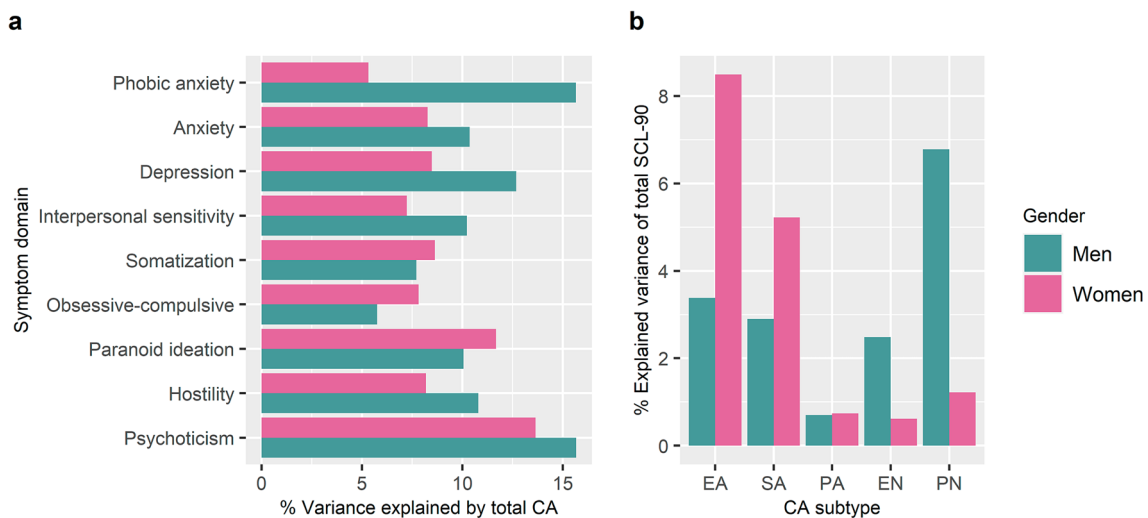 a
Symptom domain
Phobic anxiety
Anxiety
Depression
Interpersonal sensitivity
Somatization
Obsessive-compulsive
Paranoid ideation
Hostility
Psychoticism
0 5 10 15
% Variance explained by total CA
b
% Explained variance of total SCL-90
8
6
4
2
0
EA SA PA EN PN
CA subtype
Gender
Men
Women